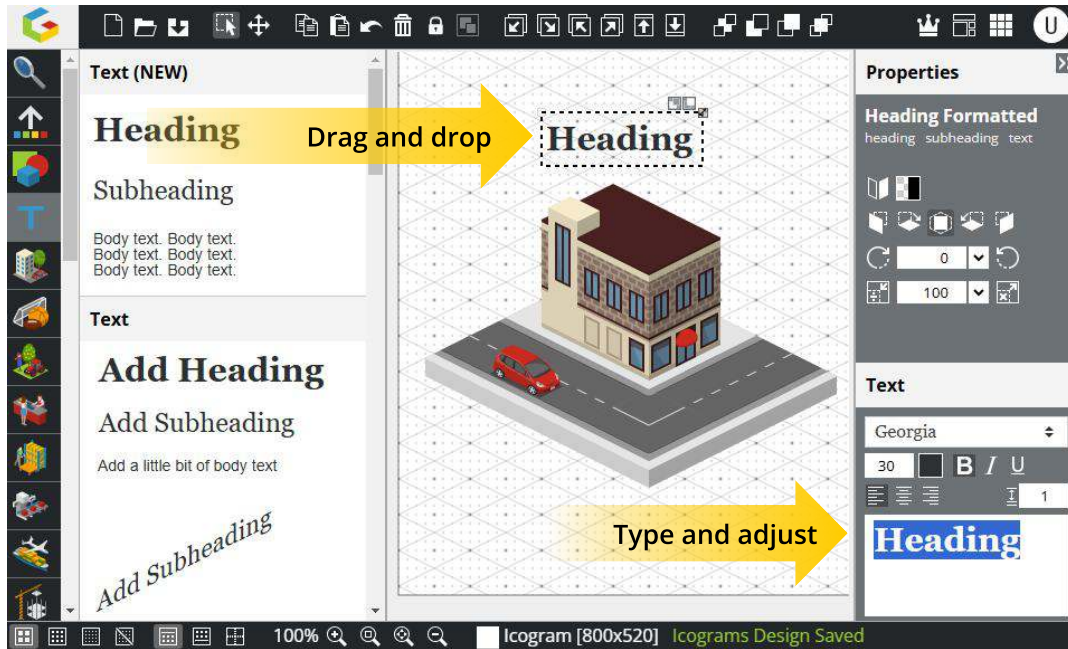 U
Text (NEW)
Heading
Subheading
Body text. Body text.
Body text. Body text.
Body text. Body text.
Text
Add Heading
Add Subheading
Add a little bit of body text
Add Subheading
Drag and drop
Heading
Type and adjust
Properties
Heading Formatted
heading subheading text
0
100
Text
Georgia
30 B I U
1
Heading
100% Icogram [800x520] Icograms Design Saved